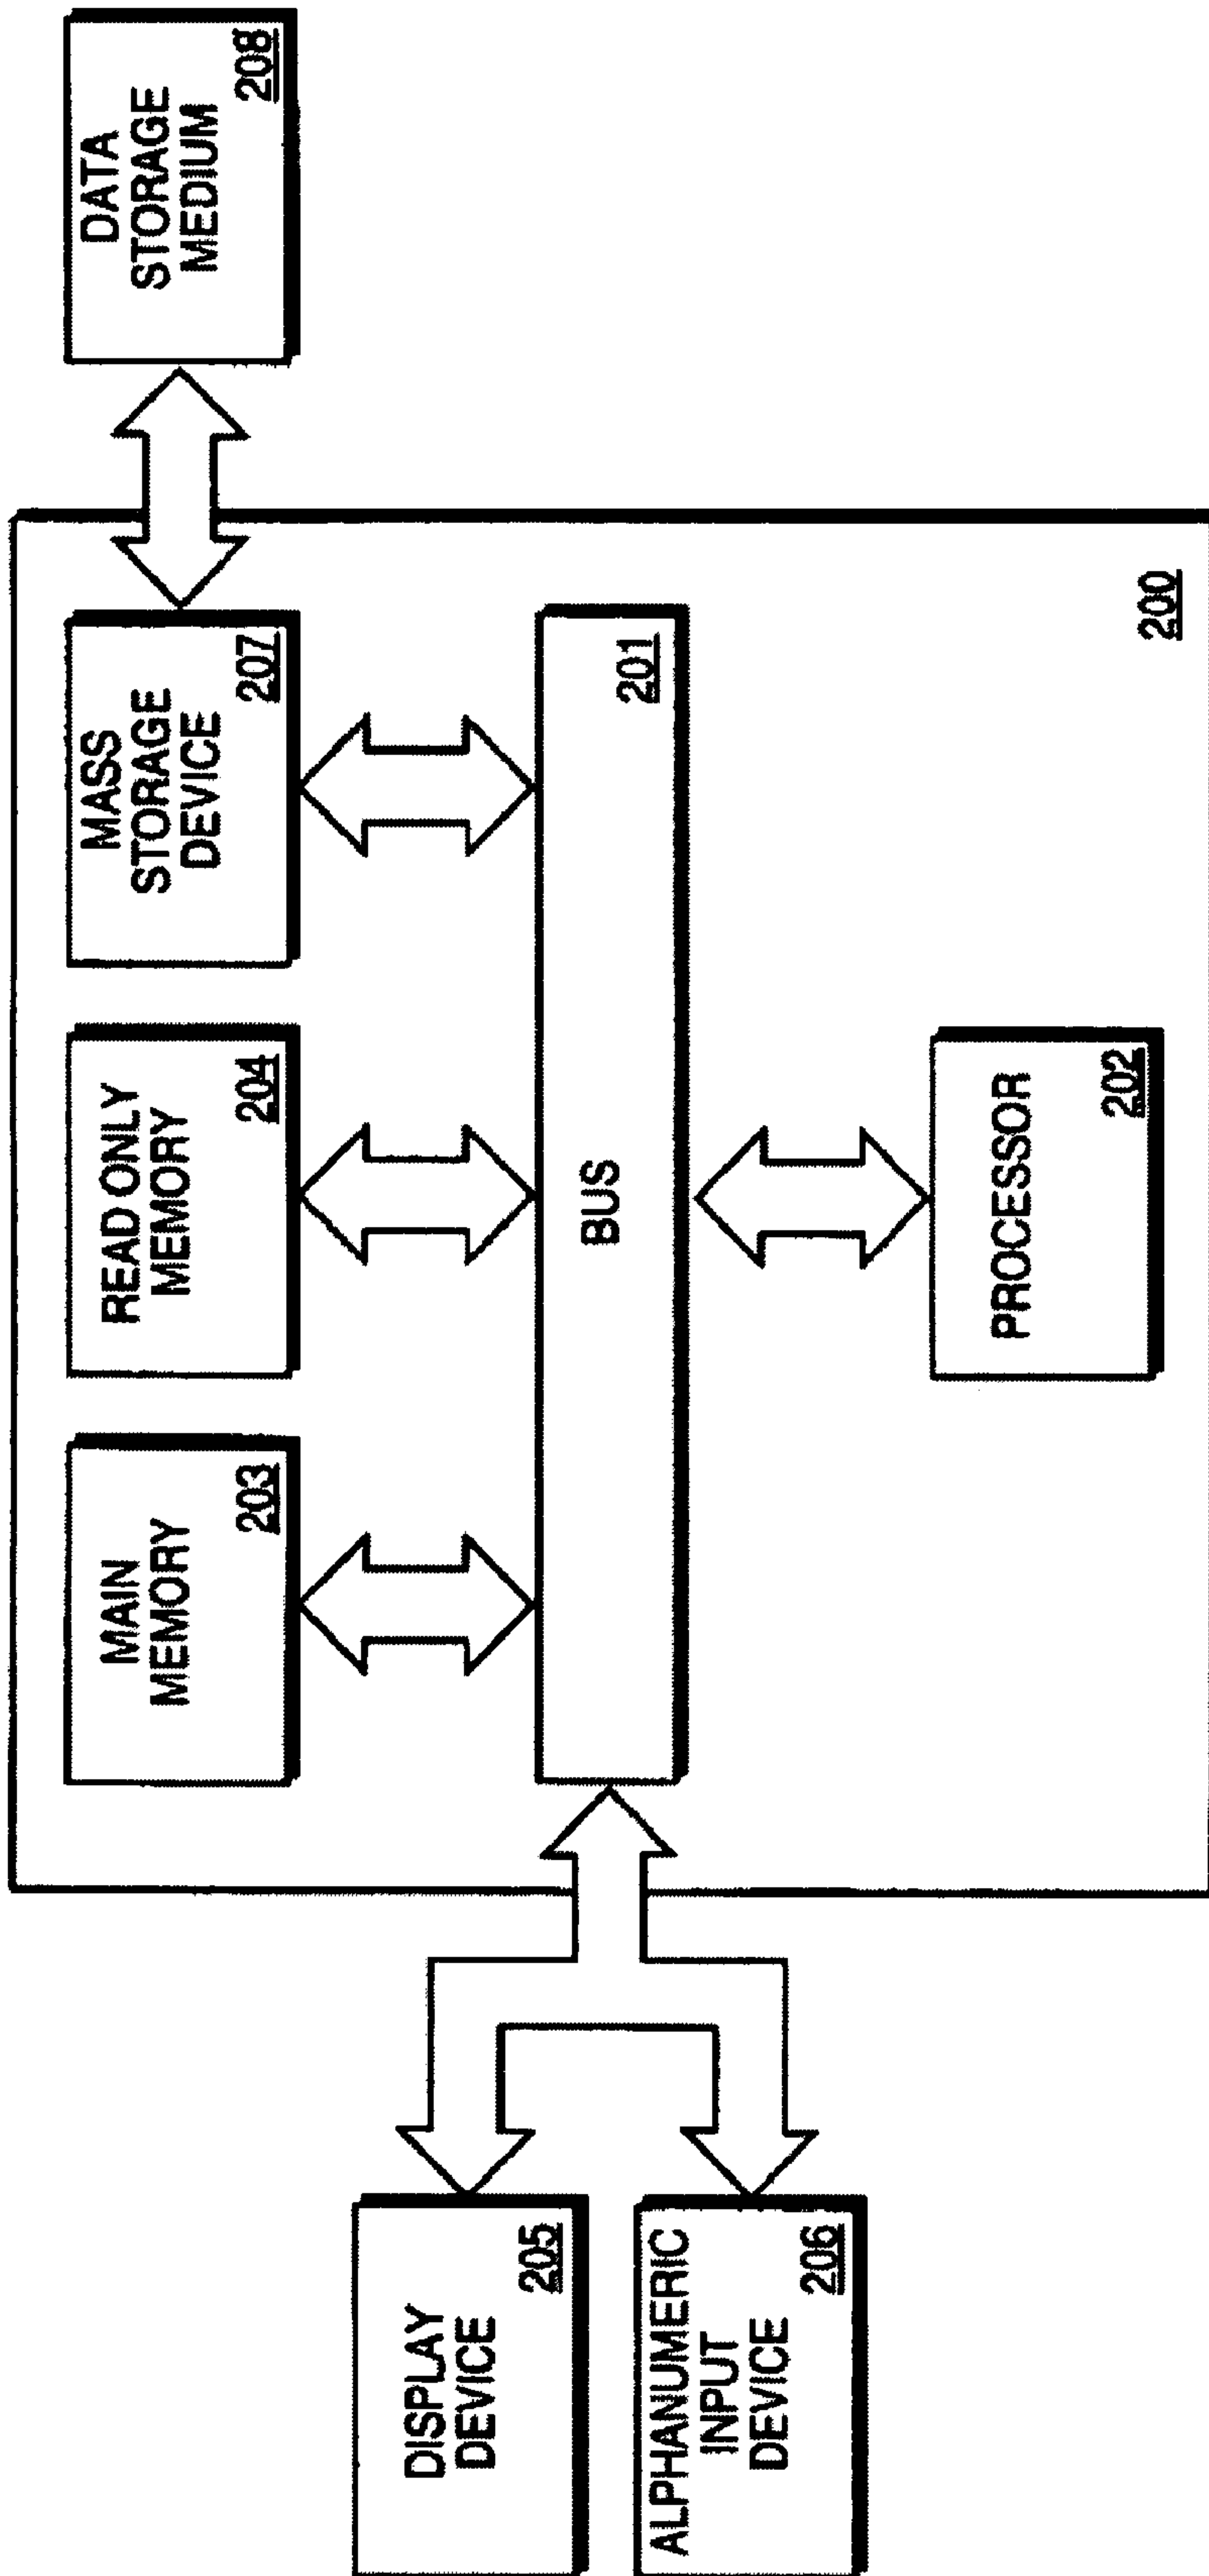 MAIN
MEMORY
203
READ ONLY
MEMORY
204
MASS
STORAGE
DEVICE
207
DATA
STORAGE
MEDIUM
208
DISPLAY
DEVICE
205
ALPHANUMERIC
INPUT
DEVICE
206
BUS
201
PROCESSOR
202
200